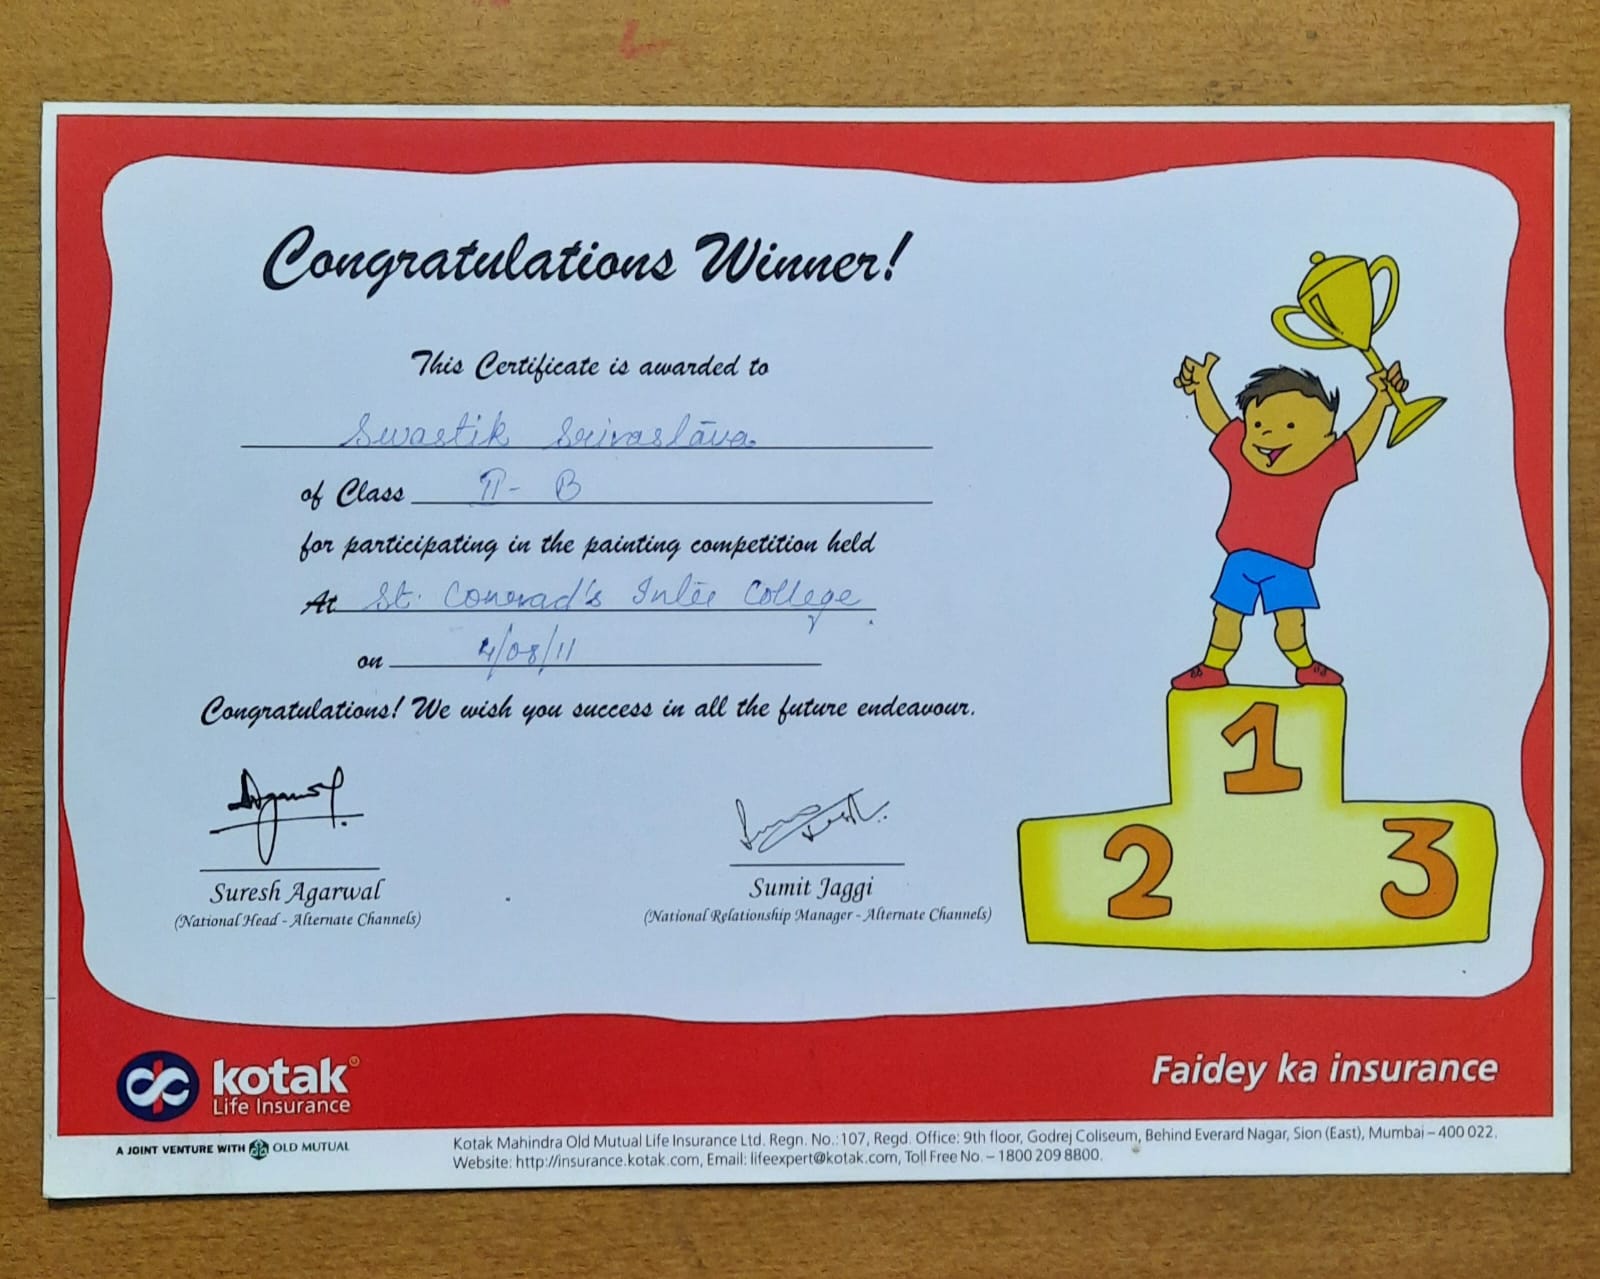 Congratulations Winner!
This Certificate is awarded to
Swastik Srivastava
of Class II - B
for participating in the painting competition held
At St. Conrad's Inter College.
on 4/08/11
Congratulations! We wish you success in all the future endeavour.
Suresh Agarwal
(National Head - Alternate Channels)
Sumit Jaggi
(National Relationship Manager - Alternate Channels)
1
2
3
kotak®
Life Insurance
Faidey ka insurance
A JOINT VENTURE WITH OLD MUTUAL
Kotak Mahindra Old Mutual Life Insurance Ltd. Regn. No.:107, Regd. Office: 9th floor, Godrej Coliseum, Behind Everard Nagar, Sion (East), Mumbai – 400 022.
Website: http://insurance.kotak.com, Email: lifeexpert@kotak.com, Toll Free No. – 1800 209 8800.